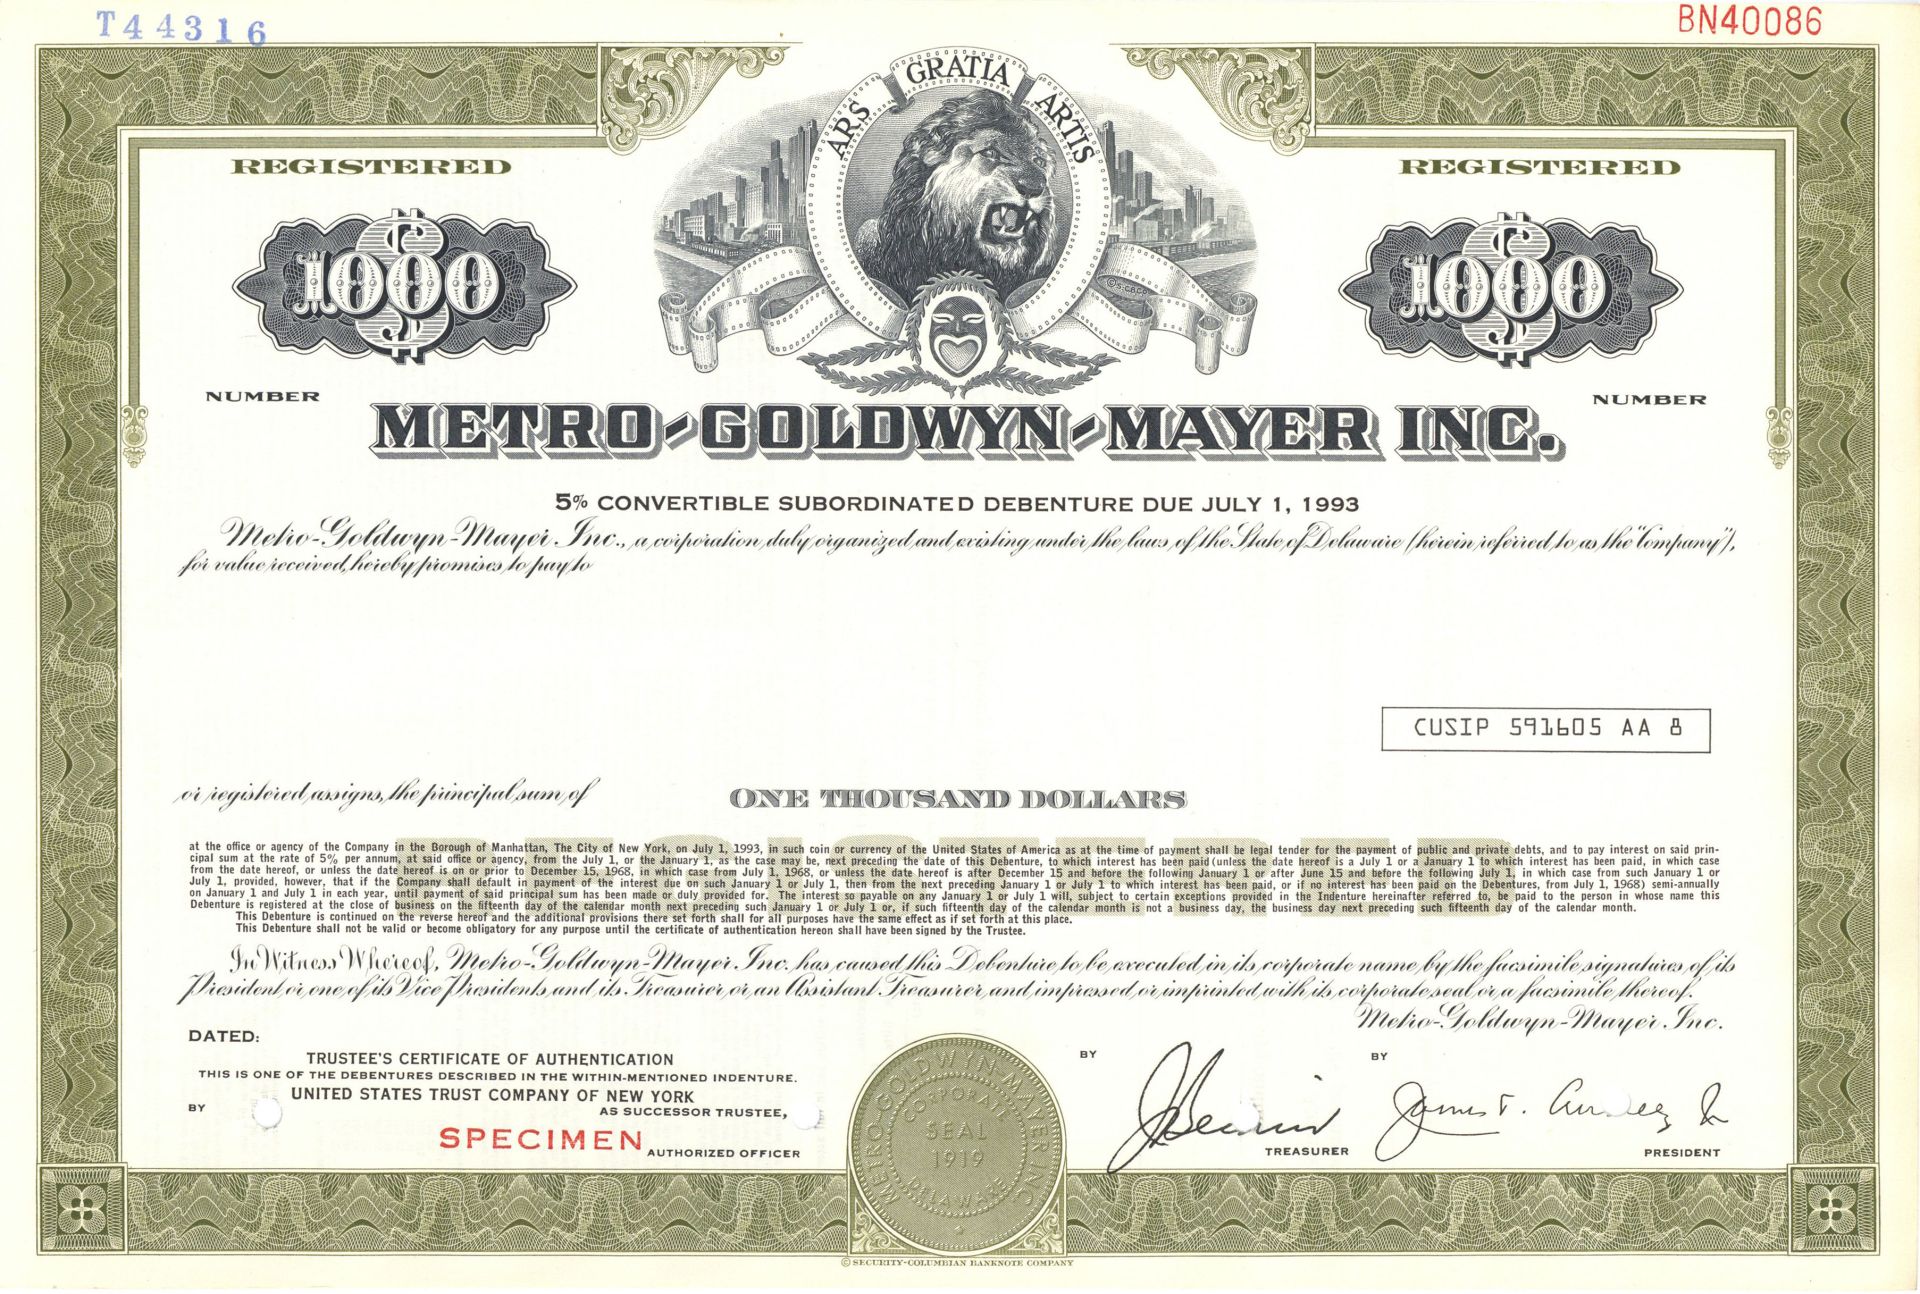 T44316
BN40086
ARS GRATIA ARTIS
REGISTERED
REGISTERED
$1000
$1000
© S-CBCO
NUMBER
NUMBER
METRO-GOLDWYN-MAYER INC.
5% CONVERTIBLE SUBORDINATED DEBENTURE DUE JULY 1, 1993
Metro-Goldwyn-Mayer Inc., a corporation duly organized and existing under the laws of the State of Delaware (herein referred to as the "Company"),
for value received, hereby promises to pay to
CUSIP 591605 AA 8
or registered assigns, the principal sum of
ONE THOUSAND DOLLARS
REGISTERED
at the office or agency of the Company in the Borough of Manhattan, The City of New York, on July 1, 1993, in such coin or currency of the United States of America as at the time of payment shall be legal tender for the payment of public and private debts, and to pay interest on said prin-
cipal sum at the rate of 5% per annum, at said office or agency, from the July 1, or the January 1, as the case may be, next preceding the date of this Debenture, to which interest has been paid (unless the date hereof is a July 1 or a January 1 to which interest has been paid, in which case
from the date hereof, or unless the date hereof is on or prior to December 15, 1968, in which case from July 1, 1968, or unless the date hereof is after December 15 and before the following January 1 or after June 15 and before the following July 1, in which case from such January 1 or
July 1, provided, however, that if the Company shall default in payment of the interest due on such January 1 or July 1, then from the next preceding January 1 or July 1 to which interest has been paid, or if no interest has been paid on the Debentures, from July 1, 1968) semi-annually
on January 1 and July 1 in each year, until payment of said principal sum has been made or duly provided for. The interest so payable on any January 1 or July 1 will, subject to certain exceptions provided in the Indenture hereinafter referred to, be paid to the person in whose name this
Debenture is registered at the close of business on the fifteenth day of the calendar month next preceding such January 1 or July 1 or, if such fifteenth day of the calendar month is not a business day, the business day next preceding such fifteenth day of the calendar month.
This Debenture is continued on the reverse hereof and the additional provisions there set forth shall for all purposes have the same effect as if set forth at this place.
This Debenture shall not be valid or become obligatory for any purpose until the certificate of authentication hereon shall have been signed by the Trustee.
In Witness Whereof, Metro-Goldwyn-Mayer Inc. has caused this Debenture to be executed in its corporate name by the facsimile signatures of its
President or one of its Vice Presidents and its Treasurer or an Assistant Treasurer and impressed or imprinted with its corporate seal or a facsimile thereof.
Metro-Goldwyn-Mayer Inc.
DATED:
TRUSTEE'S CERTIFICATE OF AUTHENTICATION
THIS IS ONE OF THE DEBENTURES DESCRIBED IN THE WITHIN-MENTIONED INDENTURE.
UNITED STATES TRUST COMPANY OF NEW YORK
AS SUCCESSOR TRUSTEE,
BY
SPECIMEN
AUTHORIZED OFFICER
METRO-GOLDWYN-MAYER INC.
CORPORATE
SEAL
1919
DELAWARE
BY
TREASURER
BY
James T. Aubrey Jr
PRESIDENT
© SECURITY-COLUMBIAN BANKNOTE COMPANY